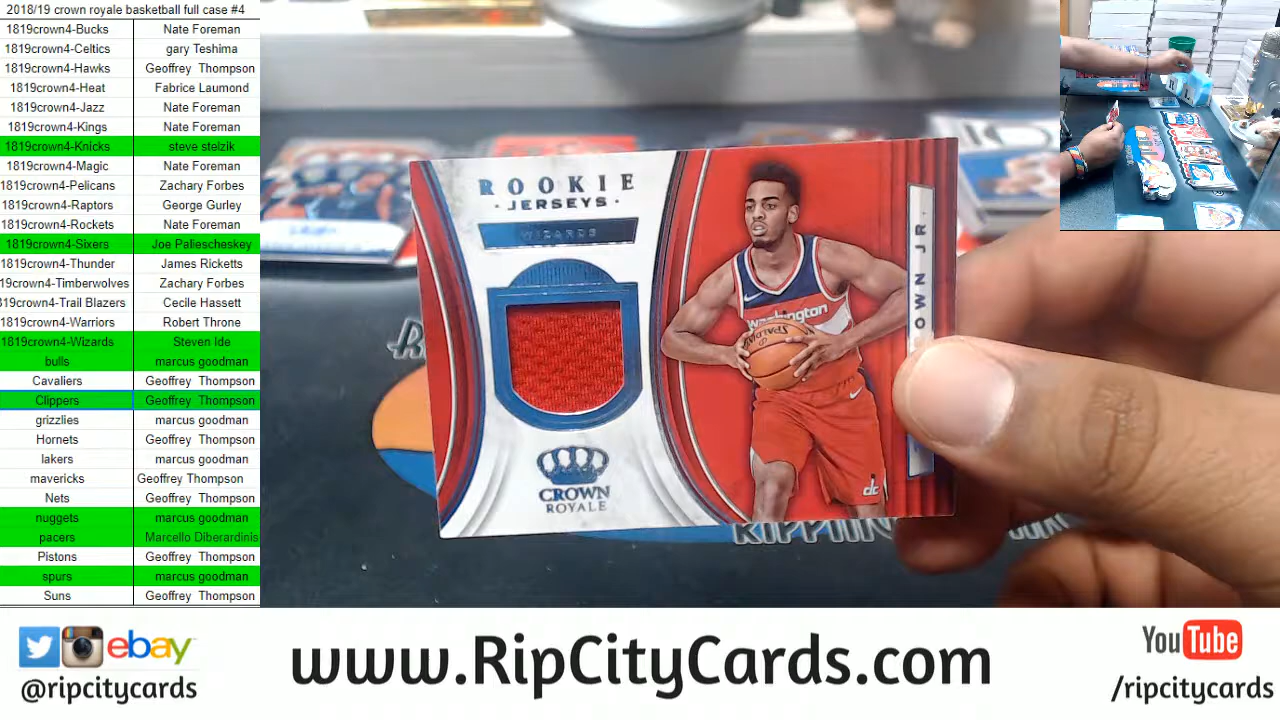 2018/19 crown royale basketball full case #4
1819crown4-Bucks Nate Foreman
1819crown4-Celtics gary Teshima
1819crown4-Hawks Geoffrey Thompson
1819crown4-Heat Fabrice Laumond
1819crown4-Jazz Nate Foreman
1819crown4-Kings Nate Foreman
1819crown4-Knicks steve stelzik
1819crown4-Magic Nate Foreman
1819crown4-Pelicans Zachary Forbes
1819crown4-Raptors George Gurley
1819crown4-Rockets Nate Foreman
1819crown4-Sixers Joe Paliescheskey
1819crown4-Thunder James Ricketts
1819crown4-Timberwolves Zachary Forbes
819crown4-Trail Blazers Cecile Hassett
1819crown4-Warriors Robert Throne
1819crown4-Wizards Steven Ide
bulls marcus goodman
Cavaliers Geoffrey Thompson
Clippers Geoffrey Thompson
grizzlies marcus goodman
Hornets Geoffrey Thompson
lakers marcus goodman
mavericks Geoffrey Thompson
Nets Geoffrey Thompson
nuggets marcus goodman
pacers Marcello Diberardinis
Pistons Geoffrey Thompson
spurs marcus goodman
Suns Geoffrey Thompson
ROOKIE
· JERSEYS ·
WIZARDS
CROWN
ROYALE
washington
SPALDING
dc
OWN JR.
RIPPIN
ebay
@ripcitycards
www.RipCityCards.com
YouTube
/ripcitycards